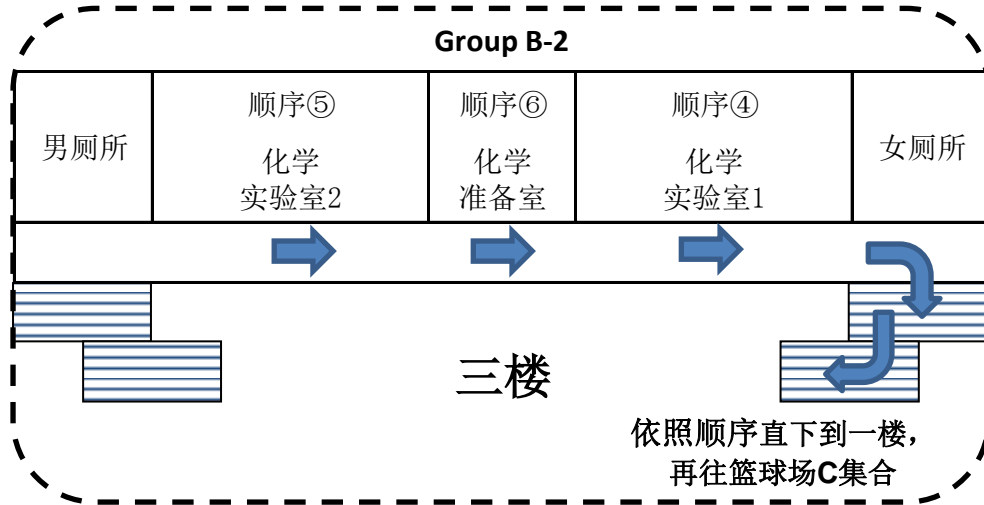 Group B-2
男厕所
顺序⑤
化学
实验室2
顺序⑥
化学
准备室
顺序④
化学
实验室1
女厕所
三楼
依照顺序直下到一楼，
再往篮球场C集合